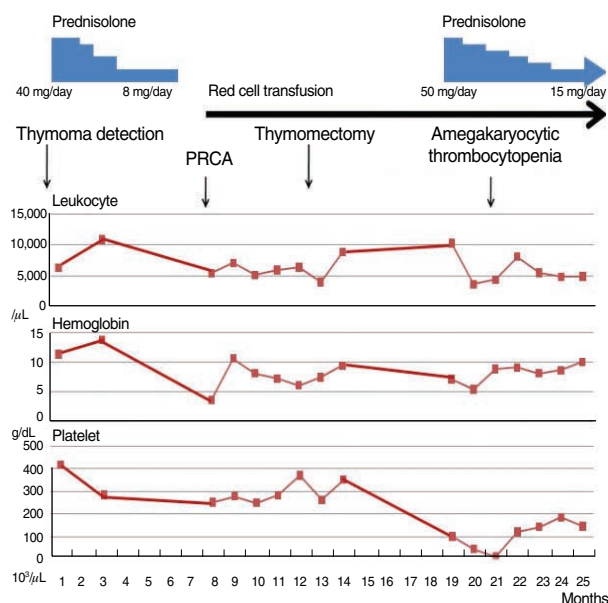 Prednisolone Prednisolone
40 mg/day 8 mg/day 50 mg/day 15 mg/day
Red cell transfusion
Thymoma detection Thymomectomy Amegakaryocytic
PRCA thrombocytopenia
Leukocyte
15,000
10,000
5,000
0
/μL
Hemoglobin
15
10
5
0
g/dL
Platelet
500
400
300
200
100
0
10³/μL 1 2 3 4 5 6 7 8 9 10 11 12 13 14 15 16 17 18 19 20 21 22 23 24 25
Months